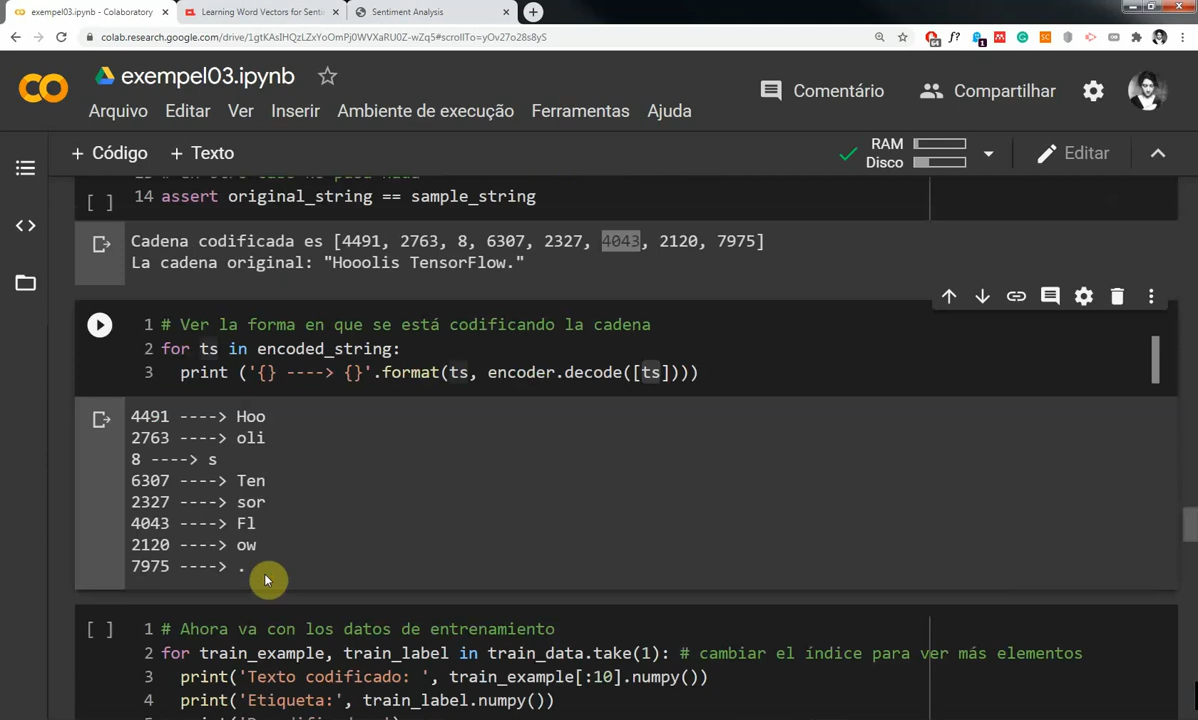 exempel03.ipynb - Colaboratory
Learning Word Vectors for Senti
Sentiment Analysis
colab.research.google.com/drive/1gtKAsIHQzLZxYoOmPj0WVXaRU0Z-wZq5#scrollTo=yOv27o28s8yS
exempel03.ipynb
Comentário
Compartilhar
Arquivo Editar Ver Inserir Ambiente de execução Ferramentas Ajuda
+ Código + Texto
RAM
Disco
Editar
14 assert original_string == sample_string
[ ]
Cadena codificada es [4491, 2763, 8, 6307, 2327, 4043, 2120, 7975]
La cadena original: "Hooolis TensorFlow."
1 # Ver la forma en que se está codificando la cadena
2 for ts in encoded_string:
3 print ('{} ----> {}'.format(ts, encoder.decode([ts])))
4491 ----> Hoo
2763 ----> oli
8 ----> s
6307 ----> Ten
2327 ----> sor
4043 ----> Fl
2120 ----> ow
7975 ----> .
[ ] 1 # Ahora va con los datos de entrenamiento
2 for train_example, train_label in train_data.take(1): # cambiar el índice para ver más elementos
3 print('Texto codificado: ', train_example[:10].numpy())
4 print('Etiqueta:', train_label.numpy())